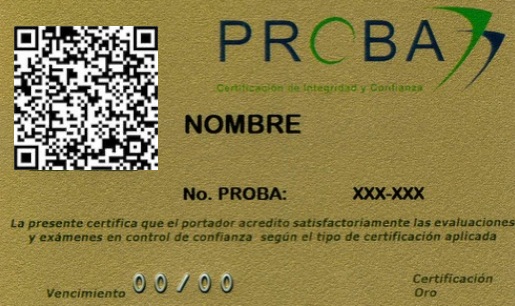 PROBA
Certificación de Integridad y Confianza
NOMBRE
No. PROBA: XXX-XXX
La presente certifica que el portador acredito satisfactoriamente las evaluaciones
y exámenes en control de confianza según el tipo de certificación aplicada
Vencimiento 00/00
Certificación
Oro